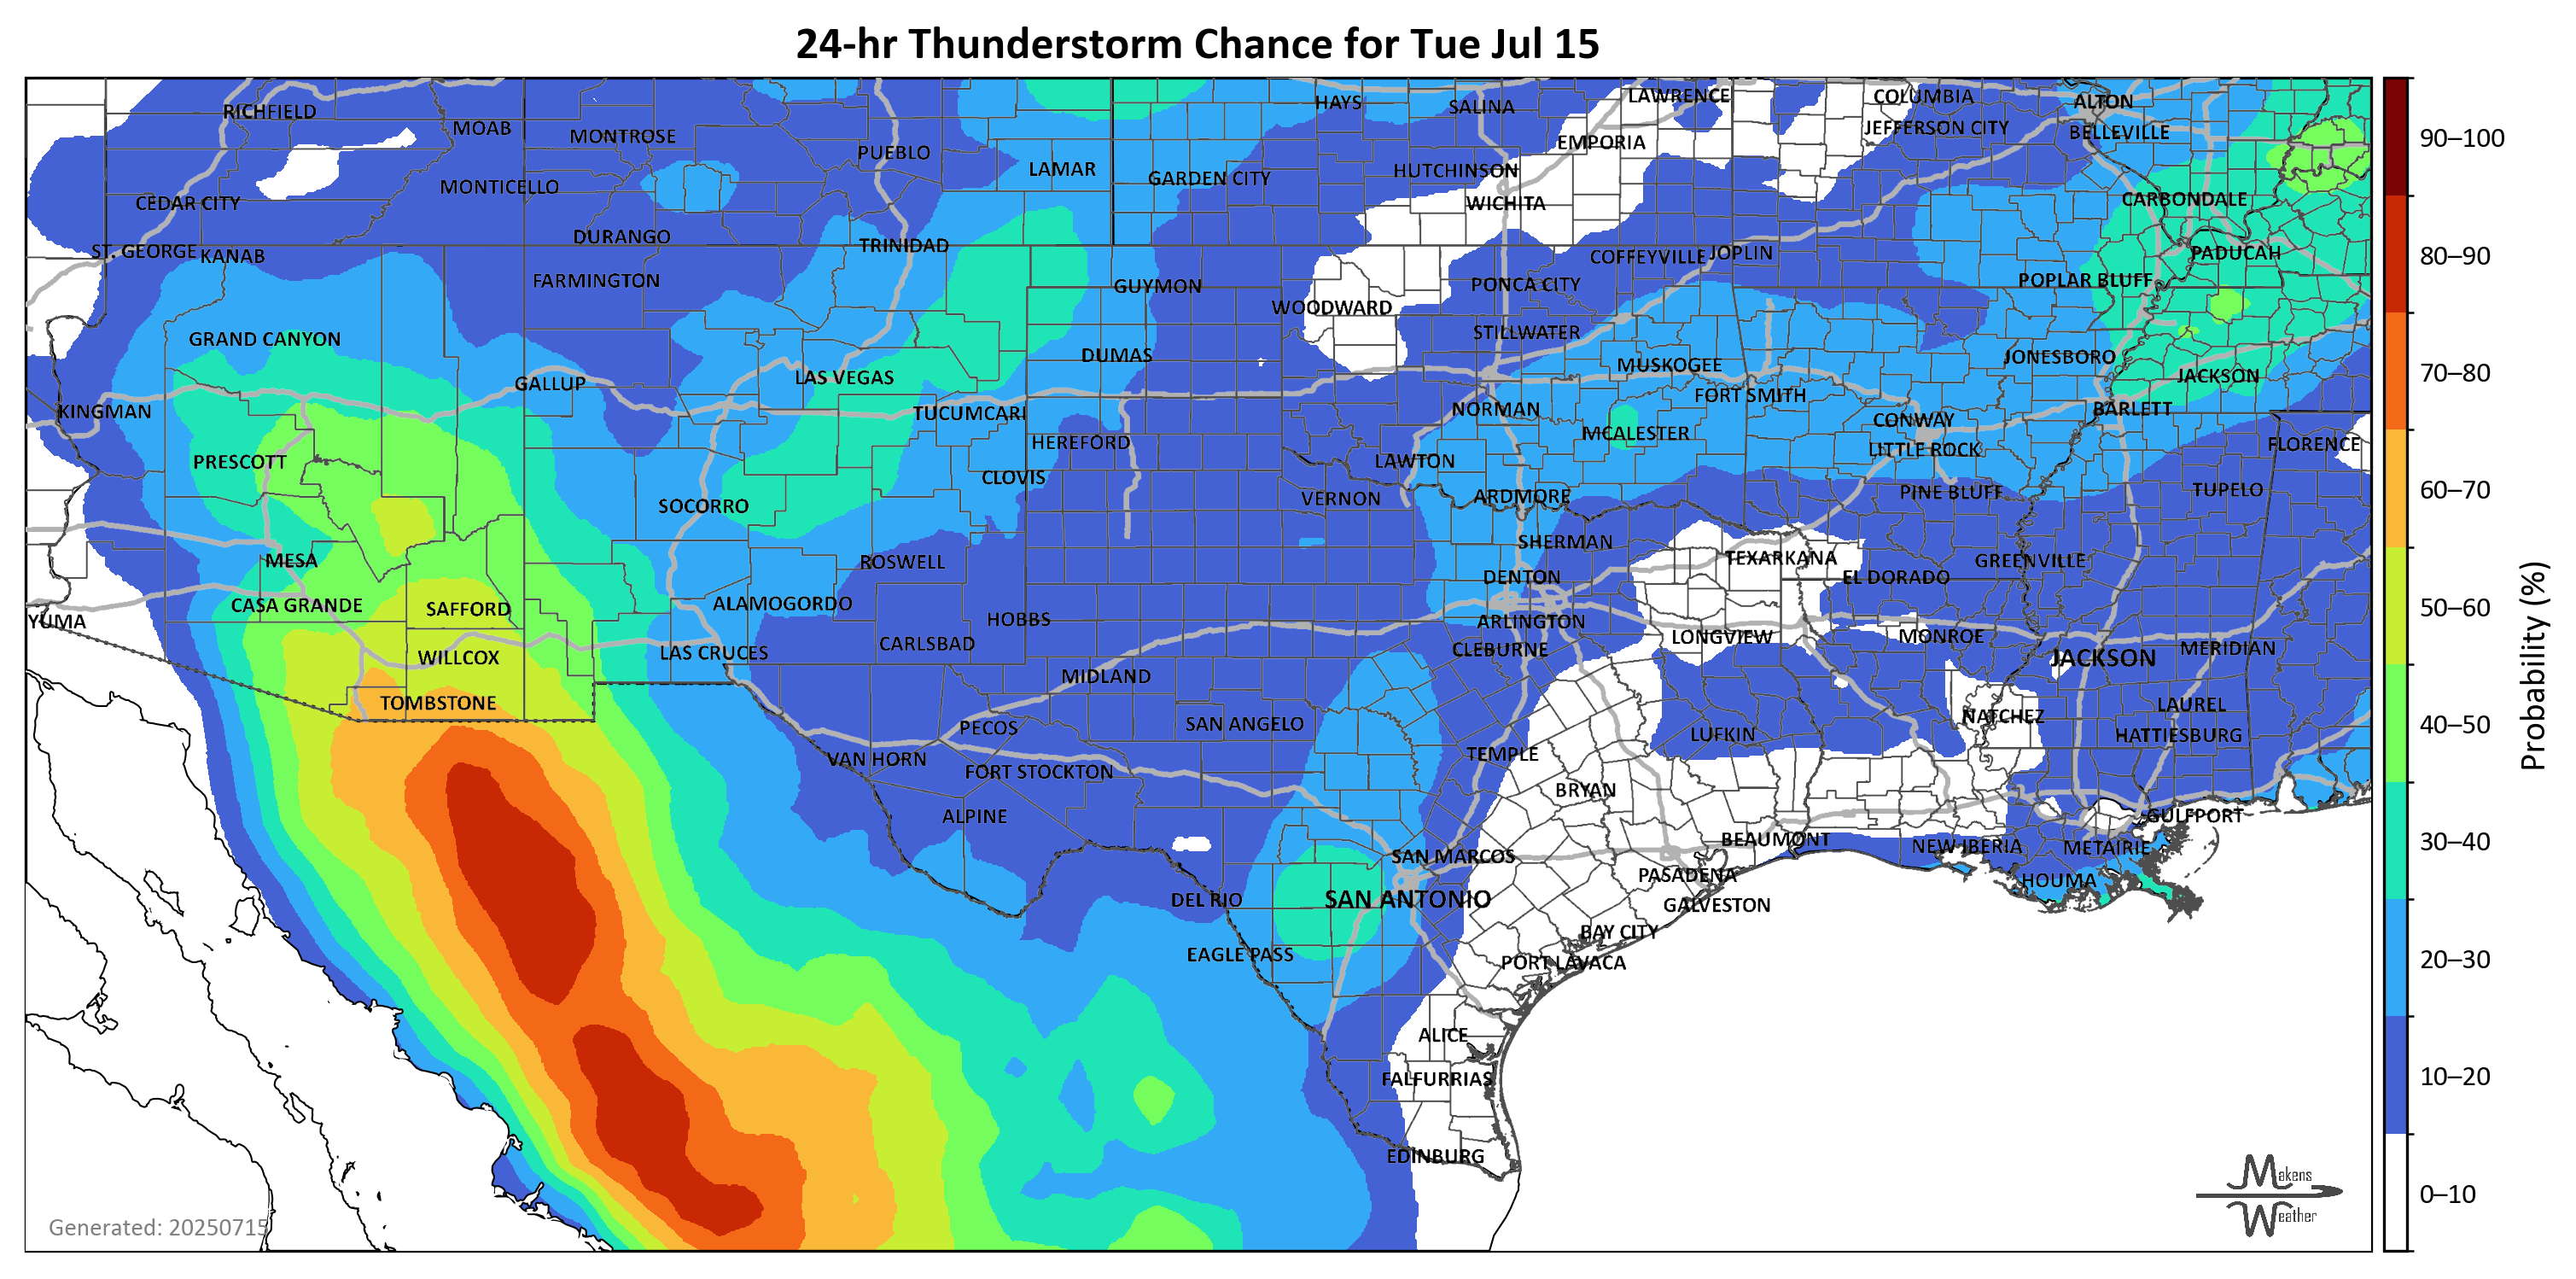 24-hr Thunderstorm Chance for Tue Jul 15
RICHFIELD
MOAB
MONTROSE
PUEBLO
LAMAR
HAYS
SALINA
LAWRENCE
COLUMBIA
ALTON
EMPORIA
JEFFERSON CITY
BELLEVILLE
90–100
CEDAR CITY
MONTICELLO
GARDEN CITY
HUTCHINSON
WICHITA
CARBONDALE
ST. GEORGE
KANAB
DURANGO
TRINIDAD
COFFEYVILLE
JOPLIN
PADUCAH
80–90
FARMINGTON
GUYMON
PONCA CITY
POPLAR BLUFF
WOODWARD
GRAND CANYON
STILLWATER
DUMAS
MUSKOGEE
JONESBORO
70–80
GALLUP
LAS VEGAS
FORT SMITH
JACKSON
KINGMAN
TUCUMCARI
NORMAN
CONWAY
BARLETT
HEREFORD
MCALESTER
LITTLE ROCK
FLORENCE
PRESCOTT
CLOVIS
LAWTON
60–70
SOCORRO
VERNON
ARDMORE
PINE BLUFF
TUPELO
MESA
ROSWELL
SHERMAN
TEXARKANA
GREENVILLE
CASA GRANDE
SAFFORD
ALAMOGORDO
DENTON
EL DORADO
50–60
YUMA
HOBBS
ARLINGTON
WILLCOX
LAS CRUCES
CARLSBAD
CLEBURNE
LONGVIEW
MONROE
JACKSON
MERIDIAN
Probability (%)
TOMBSTONE
MIDLAND
PECOS
SAN ANGELO
LUFKIN
NATCHEZ
LAUREL
HATTIESBURG
40–50
VAN HORN
FORT STOCKTON
TEMPLE
BRYAN
ALPINE
GULFPORT
BEAUMONT
NEW IBERIA
METAIRIE
30–40
SAN MARCOS
PASADENA
HOUMA
DEL RIO
SAN ANTONIO
GALVESTON
EAGLE PASS
BAY CITY
PORT LAVACA
20–30
ALICE
FALFURRIAS
10–20
EDINBURG
Makens
Weather
0–10
Generated: 20250715